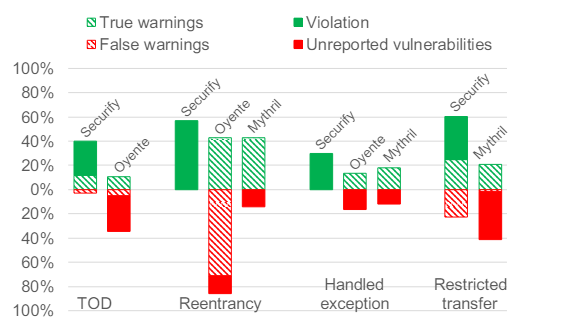 True warnings
Violation
False warnings
Unreported vulnerabilities
100%
80%
60%
40%
20%
0%
20%
40%
60%
80%
100%
Securify
Oyente
Securify
Oyente
Mythril
Securify
Oyente
Mythril
Securify
Mythril
TOD
Reentrancy
Handled
exception
Restricted
transfer